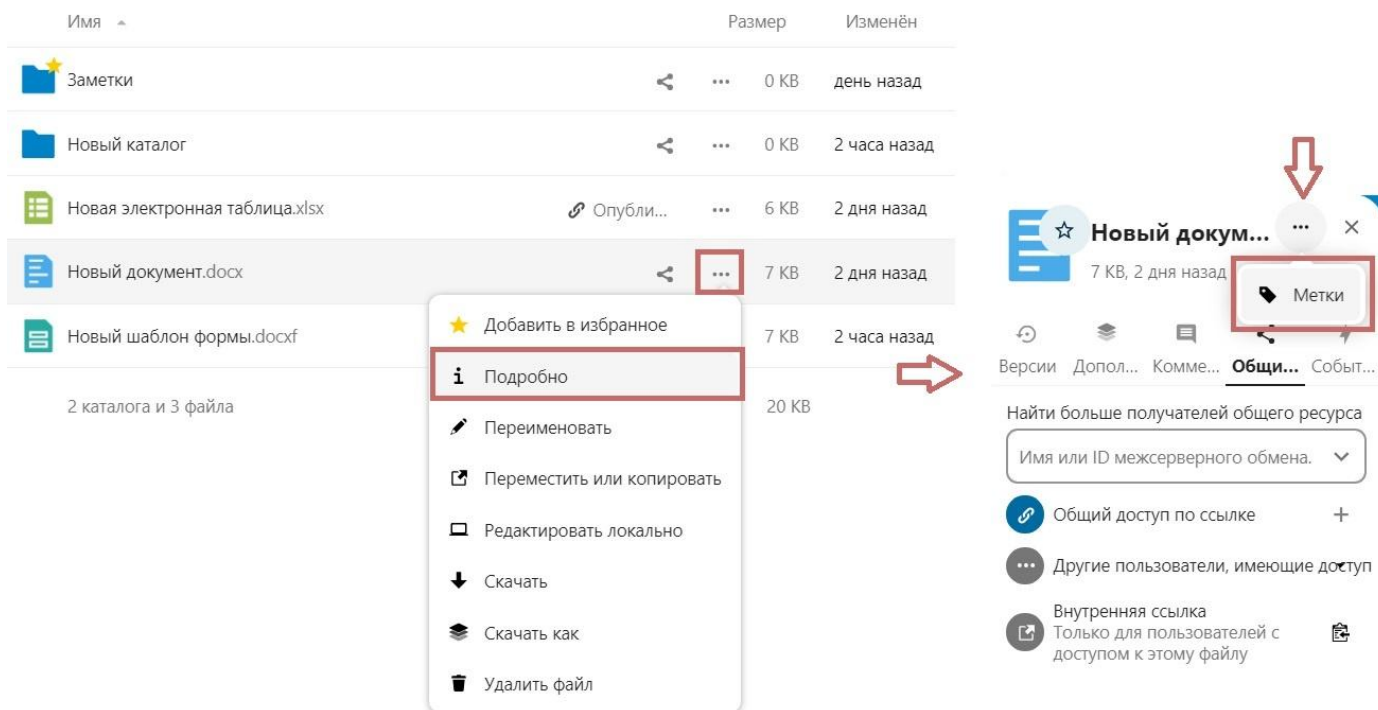 Имя
Размер
Изменён
Заметки
0 KB
день назад
Новый каталог
0 KB
2 часа назад
Новая электронная таблица.xlsx
Опубли...
6 KB
2 дня назад
Новый документ.docx
7 KB
2 дня назад
Новый шаблон формы.docxf
7 KB
2 часа назад
2 каталога и 3 файла
20 KB
Добавить в избранное
Подробно
Переименовать
Переместить или копировать
Редактировать локально
Скачать
Скачать как
Удалить файл
Новый докум...
7 KB, 2 дня назад
Метки
Версии
Допол...
Комме...
Общи...
Событ...
Найти больше получателей общего ресурса
Имя или ID межсерверного обмена.
Общий доступ по ссылке
Другие пользователи, имеющие доступ
Внутренняя ссылка
Только для пользователей с
доступом к этому файлу